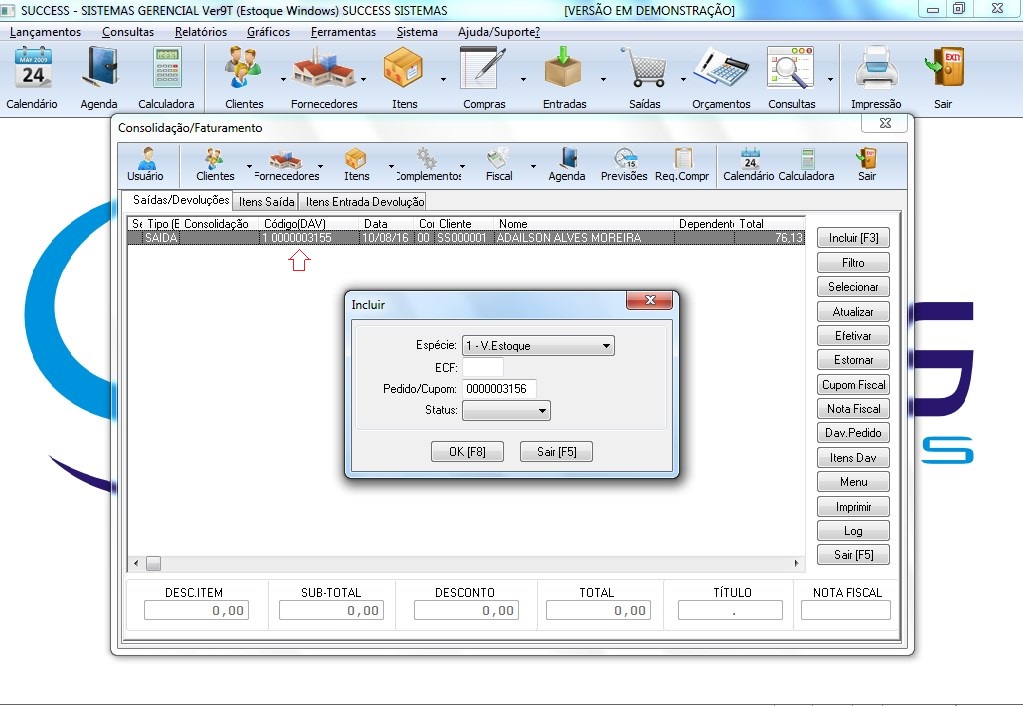 SUCCESS - SISTEMAS GERENCIAL Ver9T (Estoque Windows) SUCCESS SISTEMAS [VERSÃO EM DEMONSTRAÇÃO]
Lançamentos Consultas Relatórios Gráficos Ferramentas Sistema Ajuda/Suporte?
MAY 2009
24
EXIT
Calendário Agenda Calculadora Clientes Fornecedores Itens Compras Entradas Saídas Orçamentos Consultas Impressão Sair
Consolidação/Faturamento
15
24
EXIT
Usuário Clientes Fornecedores Itens Complementos Fiscal Agenda Previsões Req.Compr Calendário Calculadora Sair
Saídas/Devoluções Itens Saída Itens Entrada Devolução
Se Tipo (E Consolidação Código(DAV) Data Co Cliente Nome Dependente Total
SAIDA 1 0000003155 10/08/16 00 SS000001 ADAILSON ALVES MOREIRA 76,13
Incluir [F3]
Filtro
Selecionar
Atualizar
Efetivar
Estornar
Cupom Fiscal
Nota Fiscal
Dav.Pedido
Itens Dav
Menu
Imprimir
Log
Sair [F5]
Incluir
Espécie: 1 - V.Estoque
ECF:
Pedido/Cupom: 0000003156
Status:
OK [F8] Sair [F5]
DESC.ITEM SUB-TOTAL DESCONTO TOTAL TÍTULO NOTA FISCAL
0,00 0,00 0,00 0,00 .
S